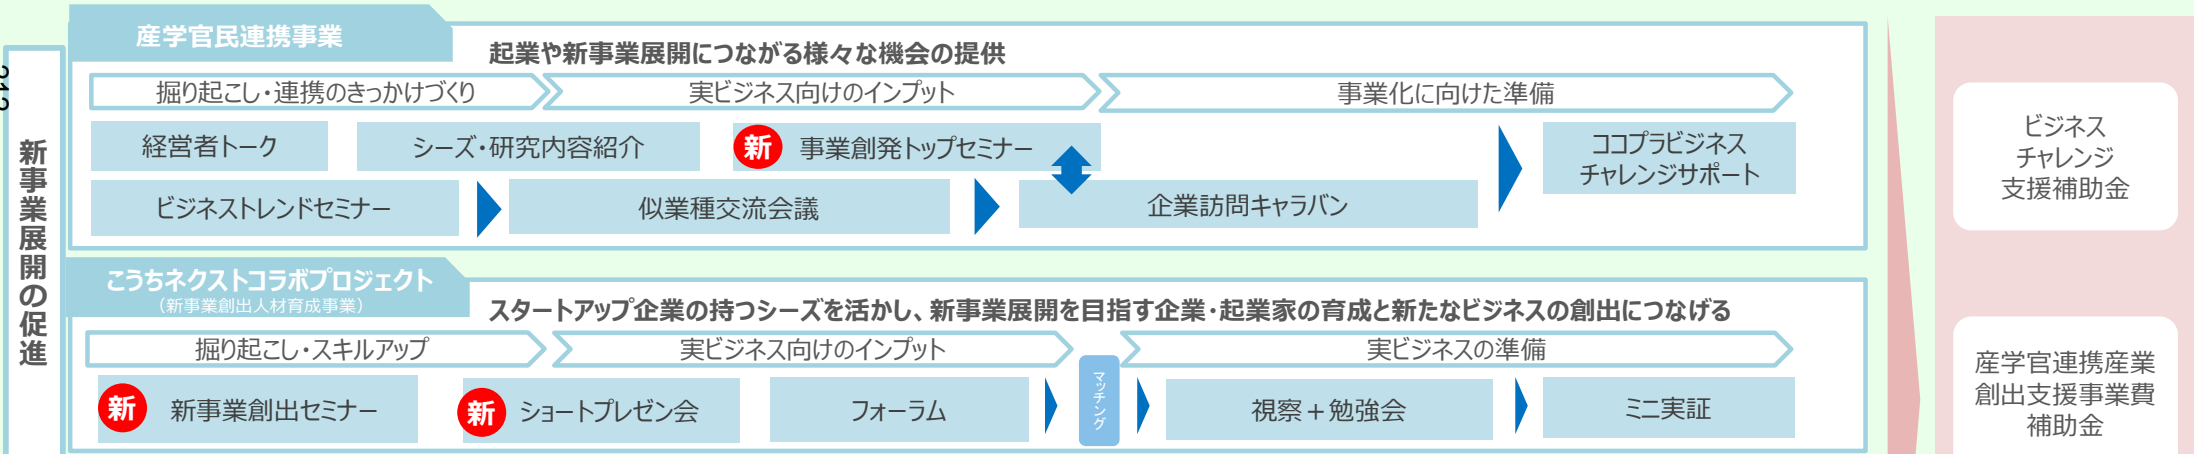 新事業展開の促進
産学官民連携事業
起業や新事業展開につながる様々な機会の提供
掘り起こし・連携のきっかけづくり
実ビジネス向けのインプット
事業化に向けた準備
経営者トーク
シーズ・研究内容紹介
新
事業創発トップセミナー
ココプラビジネス
チャレンジサポート
ビジネストレンドセミナー
似業種交流会議
企業訪問キャラバン
こうちネクストコラボプロジェクト
（新事業創出人材育成事業）
スタートアップ企業の持つシーズを活かし、新事業展開を目指す企業・起業家の育成と新たなビジネスの創出につなげる
掘り起こし・スキルアップ
実ビジネス向けのインプット
実ビジネスの準備
新
新事業創出セミナー
新
ショートプレゼン会
フォーラム
マッチング
視察＋勉強会
ミニ実証
ビジネス
チャレンジ
支援補助金
産学官連携産業
創出支援事業費
補助金